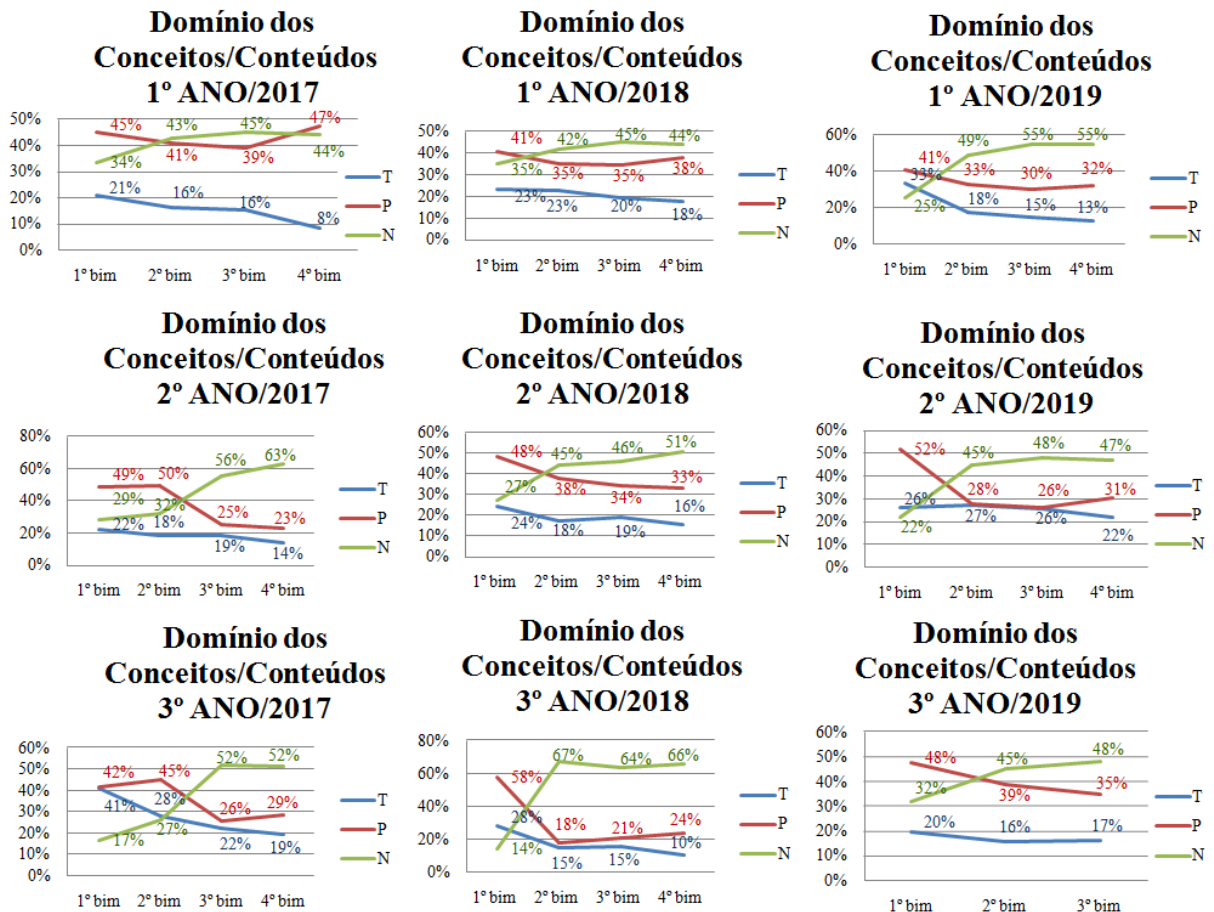 Domínio dos
Conceitos/Conteúdos
1º ANO/2017
50%
40%
30%
20%
10%
0%
45%
41%
39%
47%
34%
43%
45%
44%
21%
16%
16%
8%
T
P
N
1º bim
2º bim
3º bim
4º bim
Domínio dos
Conceitos/Conteúdos
1º ANO/2018
50%
40%
30%
20%
10%
0%
41%
35%
35%
38%
35%
42%
45%
44%
23%
23%
20%
18%
T
P
N
1º bim
2º bim
3º bim
4º bim
Domínio dos
Conceitos/Conteúdos
1º ANO/2019
60%
40%
20%
0%
41%
33%
30%
32%
25%
49%
55%
55%
33%
18%
15%
13%
T
P
N
1º bim
2º bim
3º bim
4º bim
Domínio dos
Conceitos/Conteúdos
2º ANO/2017
80%
60%
40%
20%
0%
49%
50%
25%
23%
29%
32%
56%
63%
22%
18%
19%
14%
T
P
N
1º bim
2º bim
3º bim
4º bim
Domínio dos
Conceitos/Conteúdos
2º ANO/2018
60%
50%
40%
30%
20%
10%
0%
48%
38%
34%
33%
27%
45%
46%
51%
24%
18%
19%
16%
T
P
N
1º bim
2º bim
3º bim
4º bim
Domínio dos
Conceitos/Conteúdos
2º ANO/2019
60%
50%
40%
30%
20%
10%
0%
52%
28%
26%
31%
22%
45%
48%
47%
26%
27%
26%
22%
T
P
N
1º bim
2º bim
3º bim
4º bim
Domínio dos
Conceitos/Conteúdos
3º ANO/2017
60%
50%
40%
30%
20%
10%
0%
42%
45%
26%
29%
17%
27%
52%
52%
41%
28%
22%
19%
T
P
N
1º bim
2º bim
3º bim
4º bim
Domínio dos
Conceitos/Conteúdos
3º ANO/2018
80%
60%
40%
20%
0%
58%
18%
21%
24%
14%
67%
64%
66%
28%
15%
15%
10%
T
P
N
1º bim
2º bim
3º bim
4º bim
Domínio dos
Conceitos/Conteúdos
3º ANO/2019
60%
50%
40%
30%
20%
10%
0%
48%
39%
35%
32%
45%
48%
20%
16%
17%
T
P
N
1º bim
2º bim
3º bim